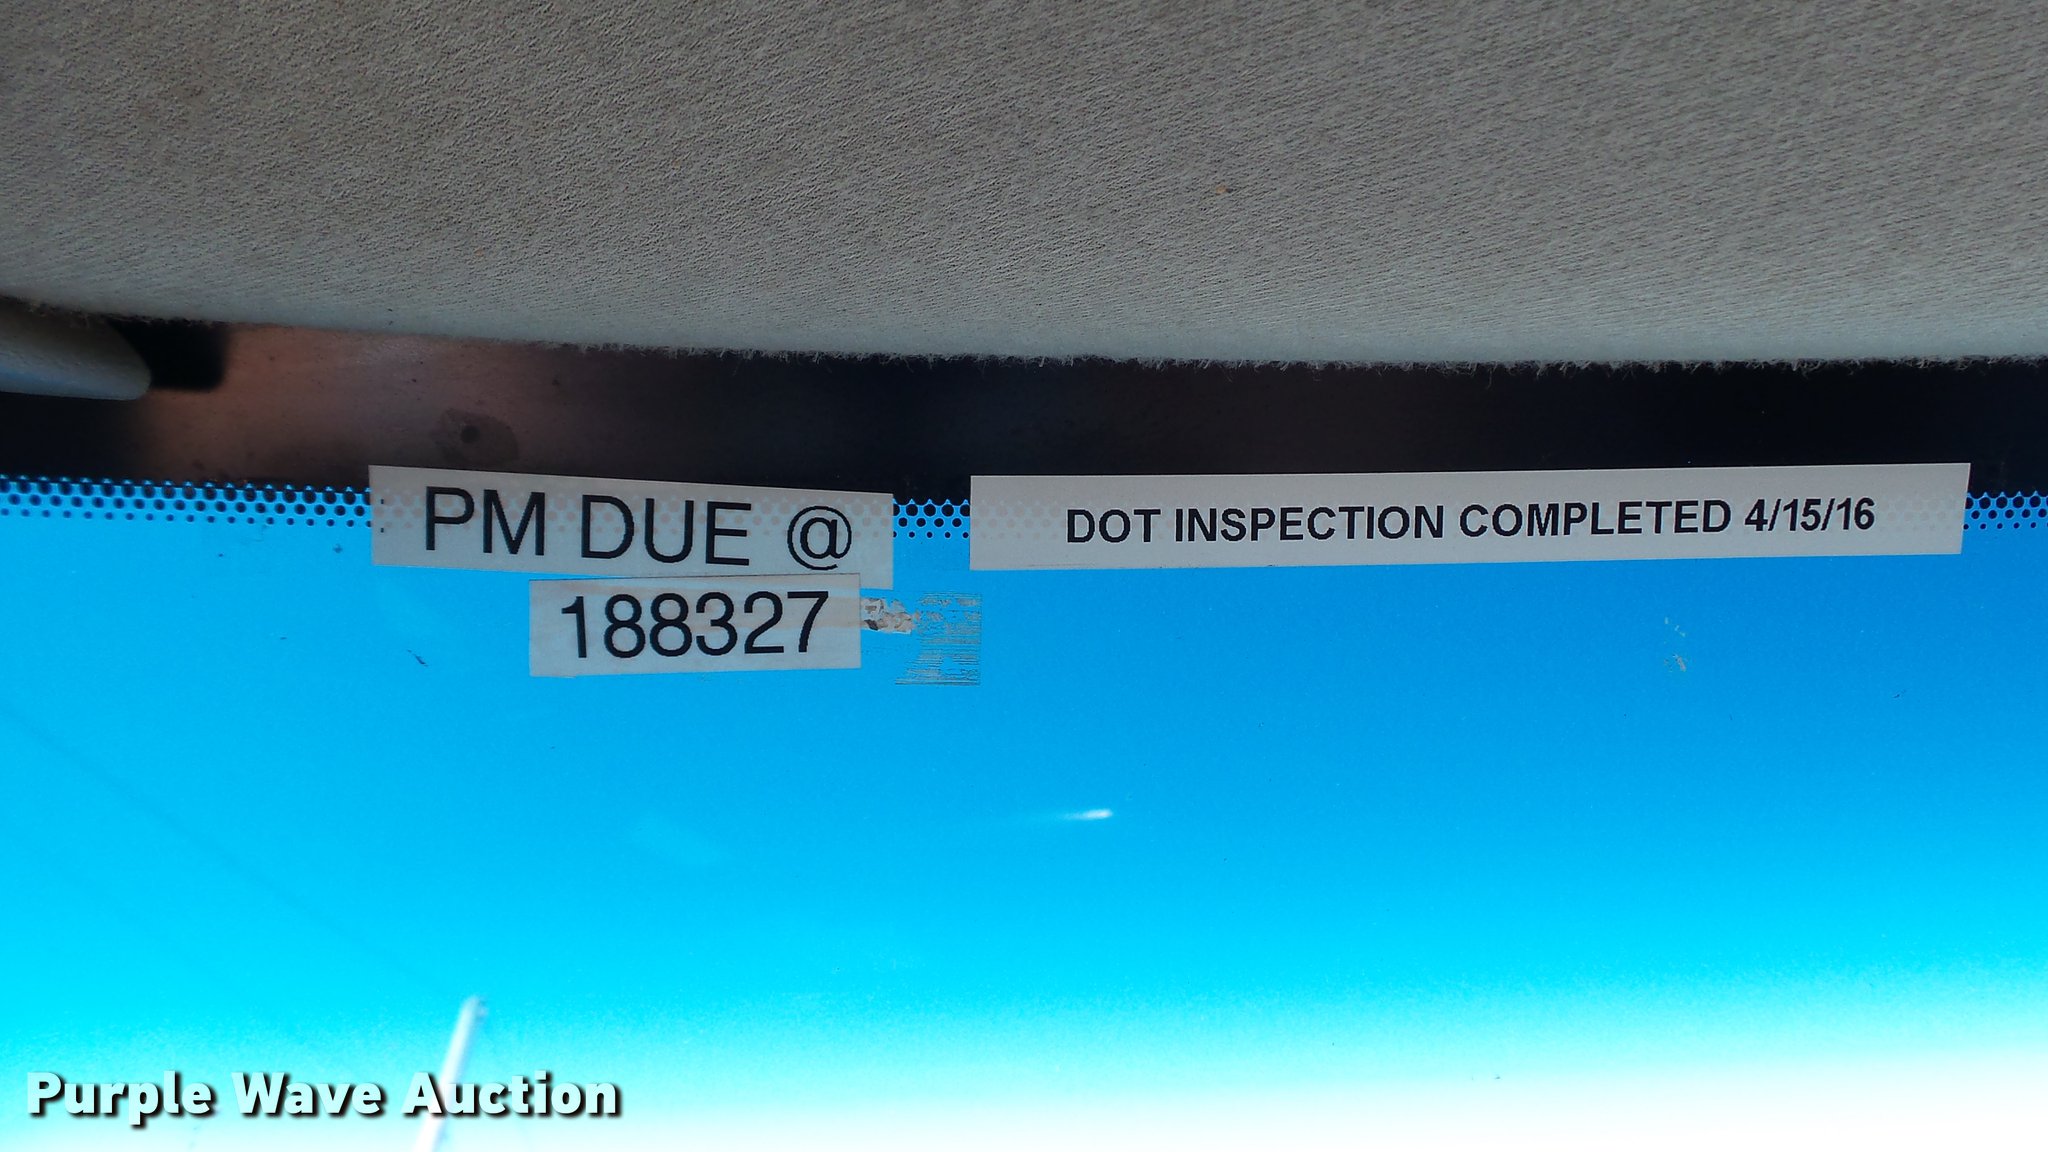 PM DUE @
188327
DOT INSPECTION COMPLETED 4/15/16
Purple Wave Auction